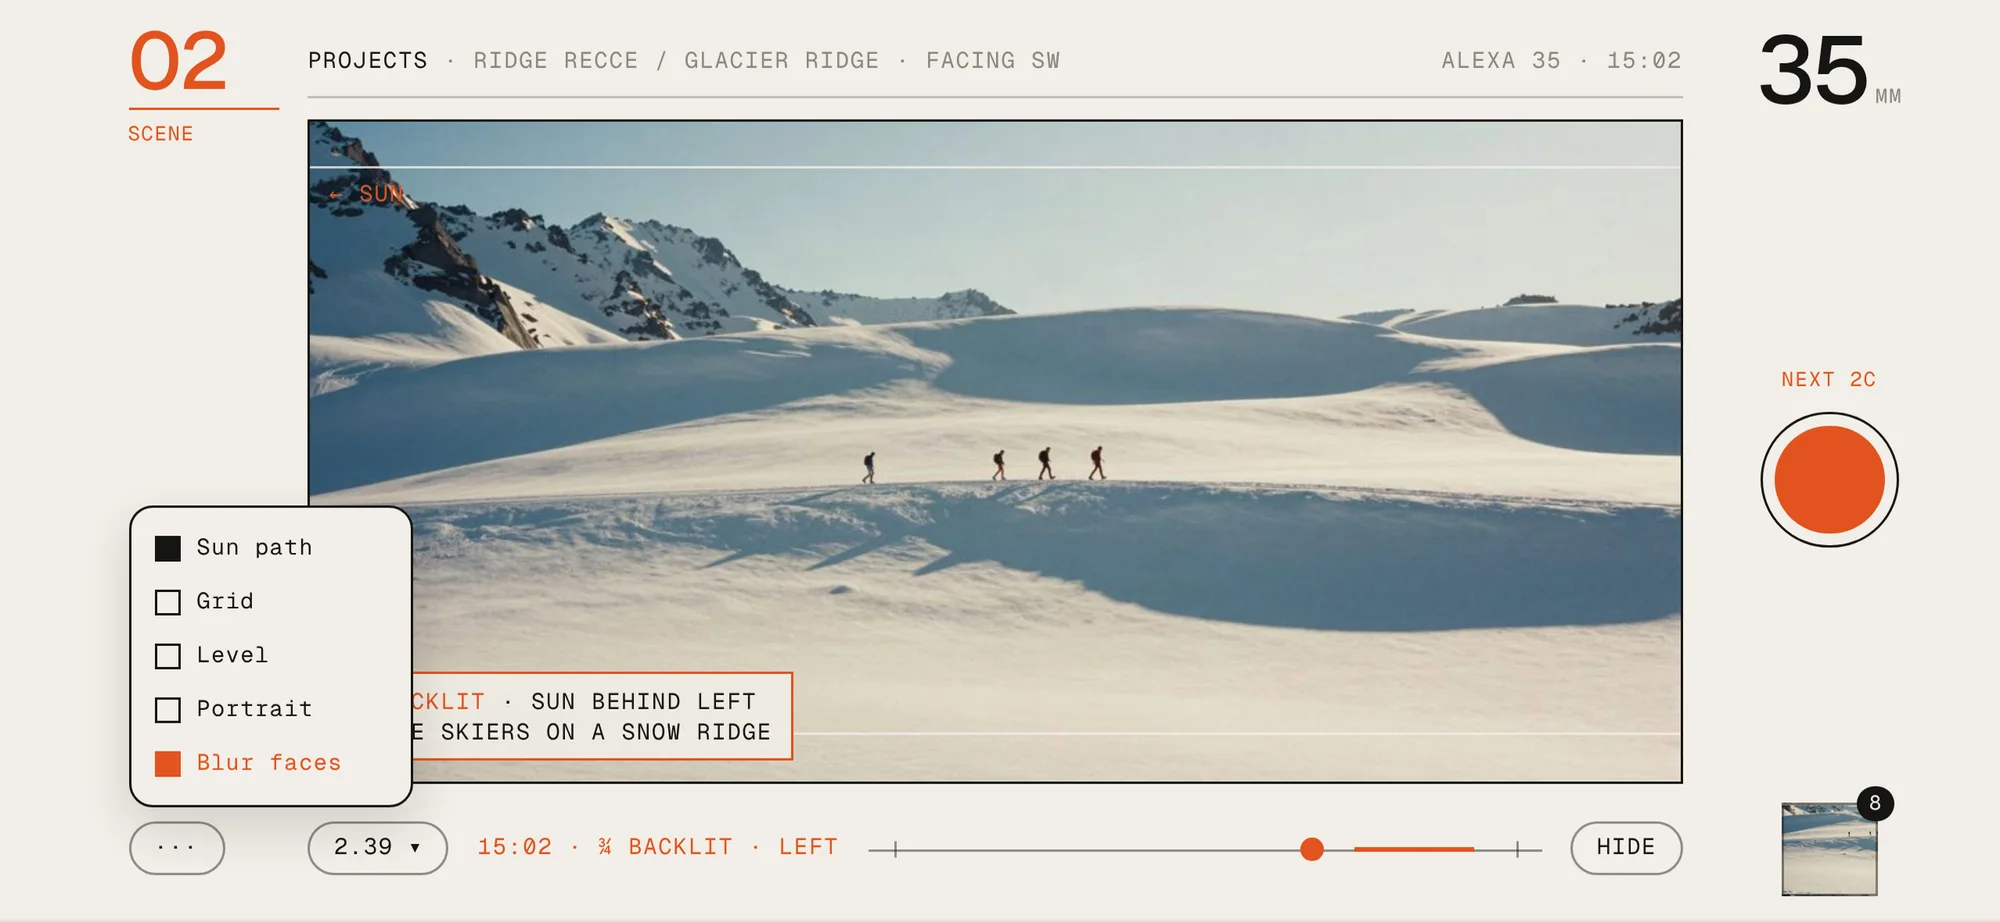 02
SCENE
PROJECTS · RIDGE RECCE / GLACIER RIDGE · FACING SW
ALEXA 35 · 15:02
35 MM
← SUN
NEXT 2C
Sun path
Grid
Level
Portrait
Blur faces
CKLIT · SUN BEHIND LEFT
E SKIERS ON A SNOW RIDGE
...
2.39 ▾
15:02 · ¾ BACKLIT · LEFT
HIDE
8